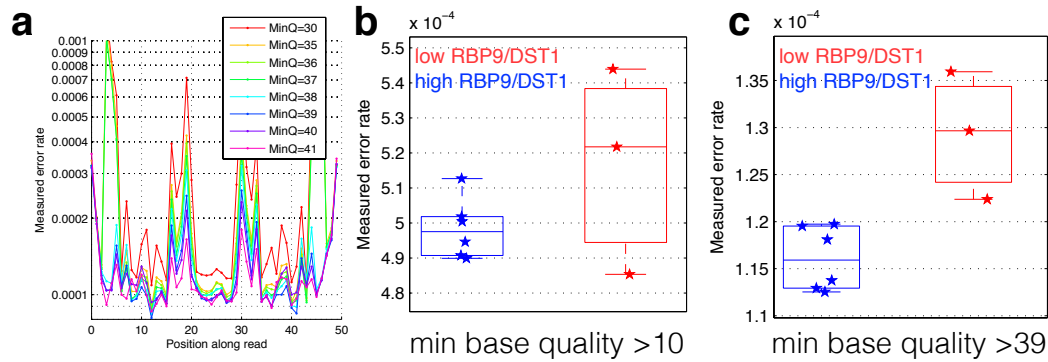 a
MinQ=30
MinQ=35
MinQ=36
MinQ=37
MinQ=38
MinQ=39
MinQ=40
MinQ=41
0.001
0.0009
0.0008
0.0007
0.0006
0.0005
0.0004
0.0003
0.0002
0.0001
Measured error rate
0 10 20 30 40 50
Position along read
b
x 10⁻⁴
low RBP9/DST1
high RBP9/DST1
5.5
5.4
5.3
5.2
5.1
5
4.9
4.8
Measured error rate
min base quality >10
c
x 10⁻⁴
low RBP9/DST1
high RBP9/DST1
1.35
1.3
1.25
1.2
1.15
1.1
Measured error rate
min base quality >39